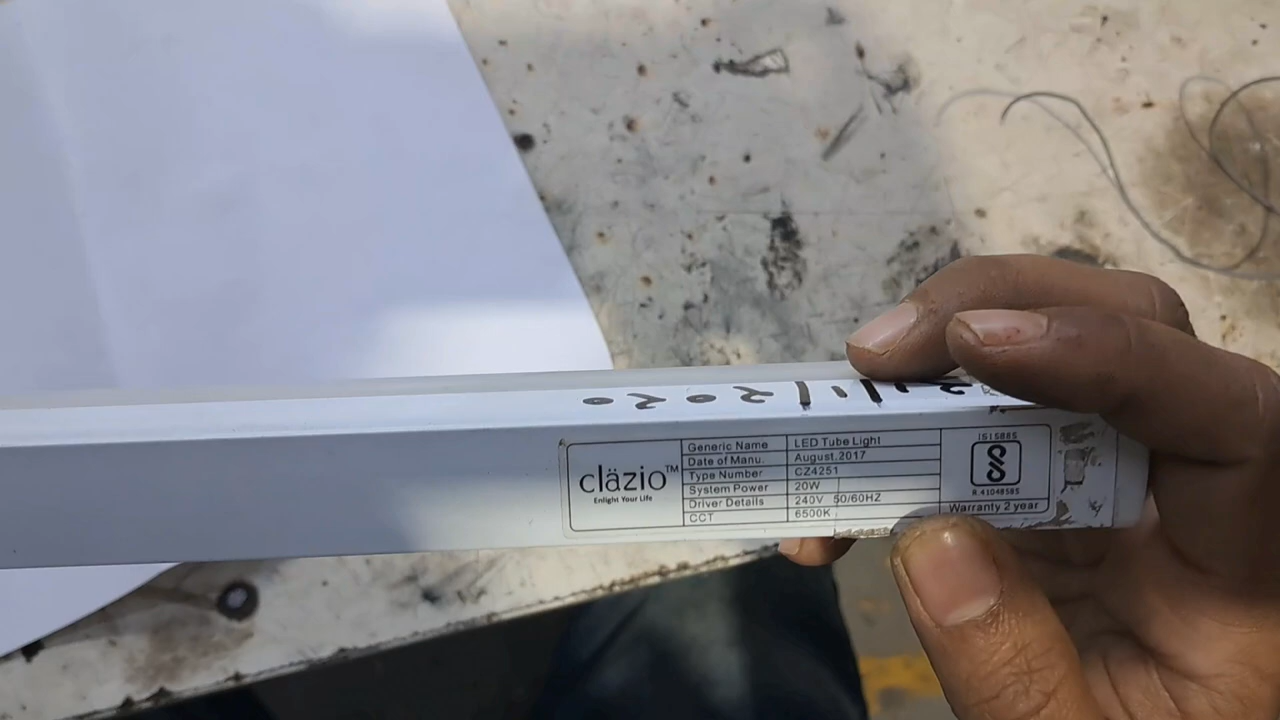 2020
clāzio™
Enlight Your Life
Generic Name LED Tube Light
Date of Manu. August.2017
Type Number CZ4251
System Power 20W
Driver Details 240V 50/60HZ
CCT 6500K
IS15885
R.41048585
Warranty 2 year